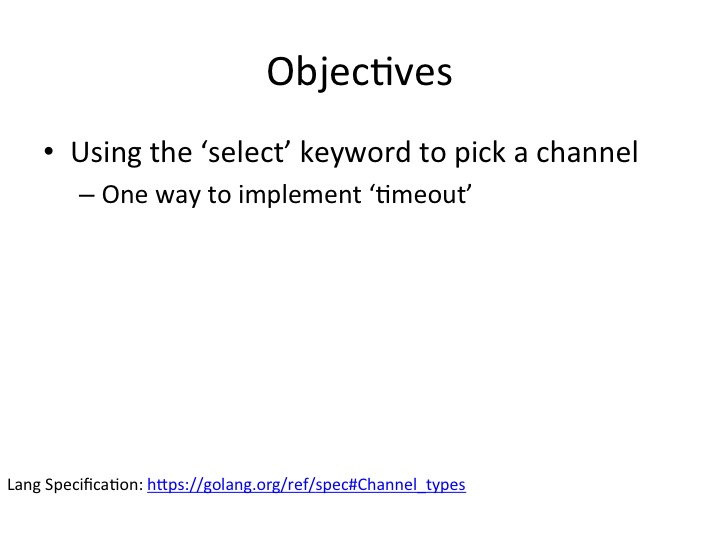 Objectives
• Using the ‘select’ keyword to pick a channel
– One way to implement ‘timeout’
Lang Specification: https://golang.org/ref/spec#Channel_types